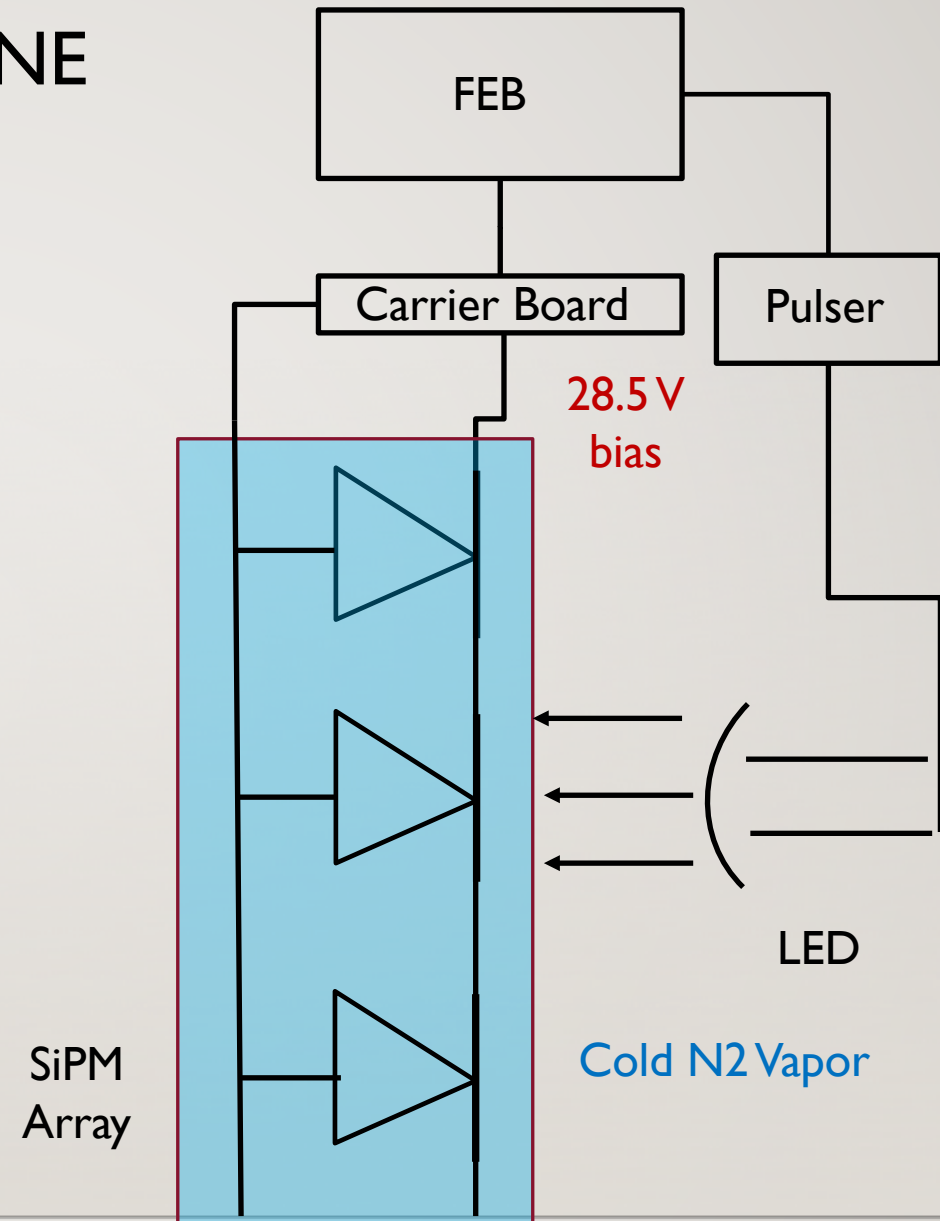 NE
FEB
Carrier Board
Pulser
28.5 V
bias
LED
SiPM
Array
Cold N2 Vapor